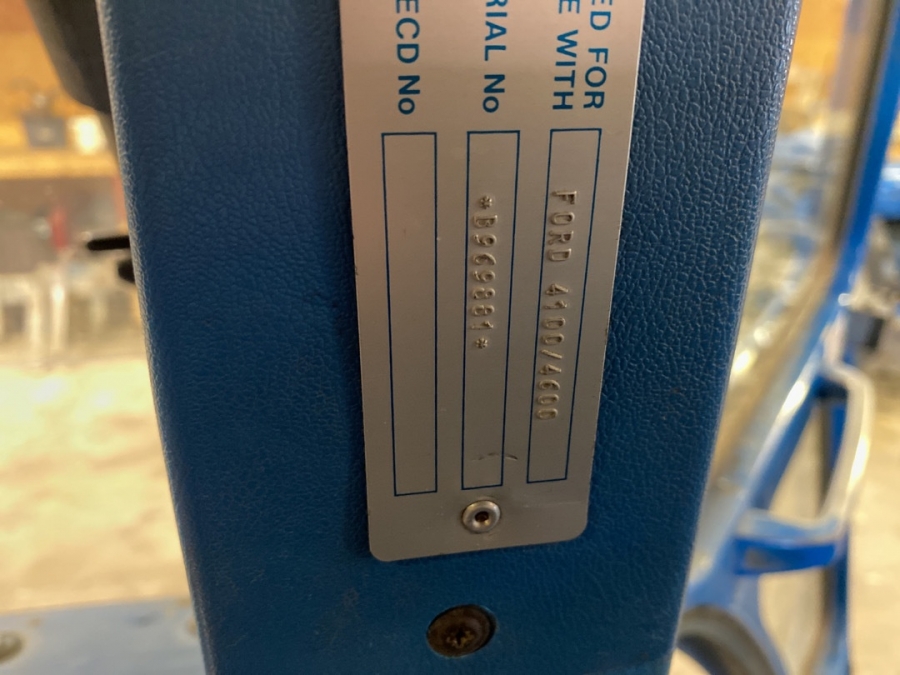 ED FOR
E WITH
FORD 4100/4600
RIAL No
*B969881*
ECD No